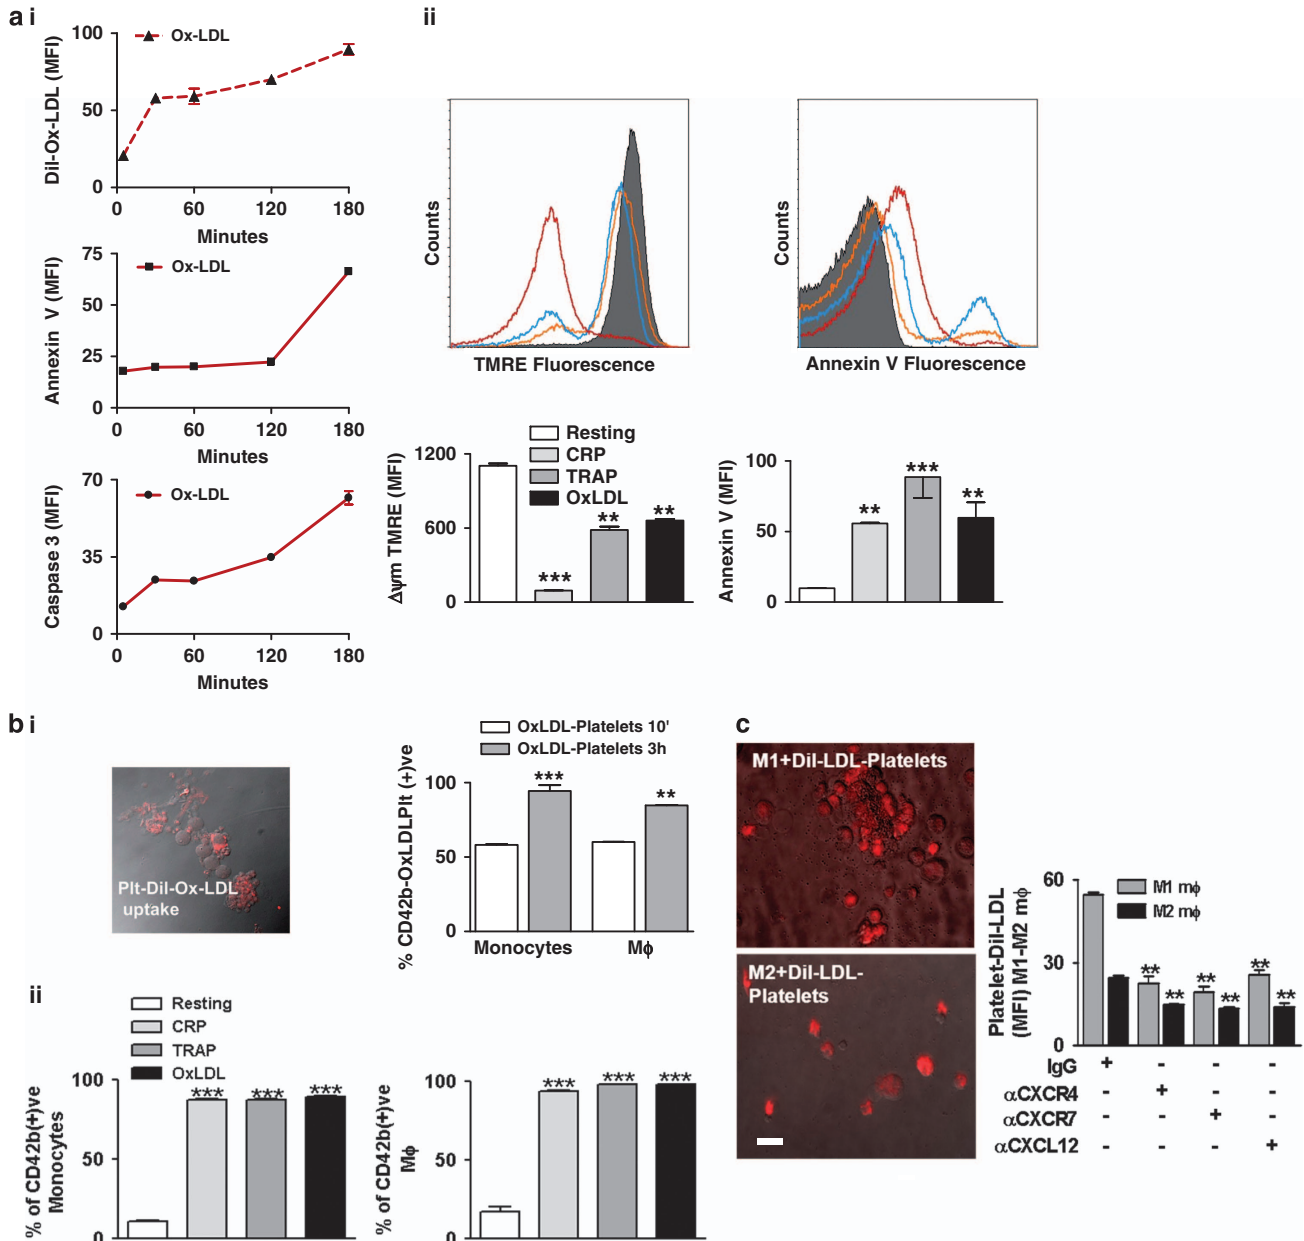 a i
Ox-LDL
Dil-Ox-LDL (MFI)
100
50
0
0 60 120 180
Minutes
Ox-LDL
Annexin V (MFI)
75
50
25
0
0 60 120 180
Minutes
Ox-LDL
Caspase 3 (MFI)
70
35
0
0 60 120 180
Minutes
ii
Counts
TMRE Fluorescence
Counts
Annexin V Fluorescence
Resting
CRP
TRAP
OxLDL
Δψm TMRE (MFI)
1200
600
0
***
**
**
Annexin V (MFI)
100
50
0
**
***
**
b i
Plt-Dil-Ox-LDL
uptake
OxLDL-Platelets 10'
OxLDL-Platelets 3h
% CD42b-OxLDLPlt (+)ve
100
50
0
***
**
Monocytes Mϕ
ii
Resting
CRP
TRAP
OxLDL
% of CD42b(+)ve
Monocytes
100
50
0
***
***
***
% of CD42b(+)ve
Mϕ
100
50
0
***
***
***
c
M1+Dil-LDL-Platelets
M2+Dil-LDL-
Platelets
M1 mϕ
M2 mϕ
Platelet-Dil-LDL
(MFI) M1-M2 mϕ
60
30
0
**
**
**
**
**
**
IgG + - - -
αCXCR4 - + - -
αCXCR7 - - + -
αCXCL12 - - - +